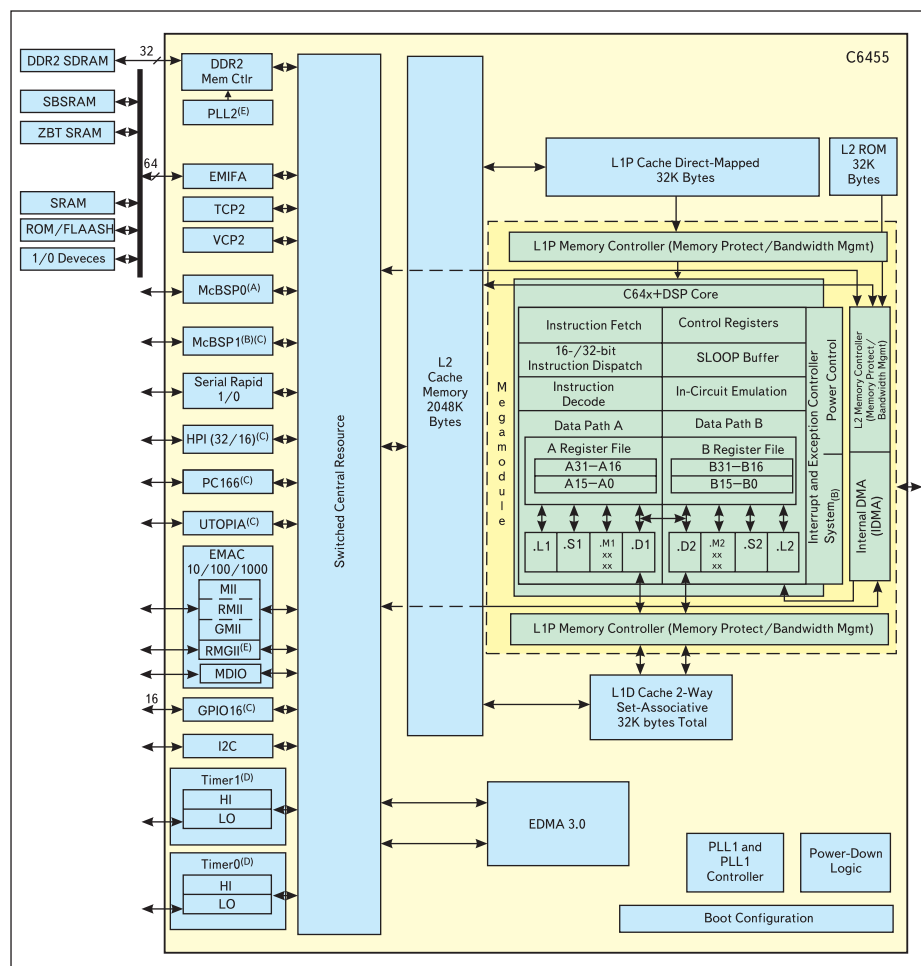 C6455
32
DDR2 SDRAM
SBSRAM
ZBT SRAM
64
SRAM
ROM/FLAASH
1/0 Deveces
DDR2
Mem Ctlr
PLL2(E)
EMIFA
TCP2
VCP2
McBSP0(A)
McBSP1(B)(C)
Serial Rapid
1/0
HPI (32/16)(C)
PC166(C)
UTOPIA(C)
EMAC
10/100/1000
MII
RMII
GMII
RMGII(E)
MDIO
16
GPIO16(C)
I2C
Timer1(D)
HI
LO
Timer0(D)
HI
LO
Switched Central Resource
L2
Cache
Memory
2048K
Bytes
L1P Cache Direct-Mapped
32K Bytes
L2 ROM
32K
Bytes
Megamodule
L1P Memory Controller (Memory Protect/Bandwidth Mgmt)
C64x+DSP Core
Instruction Fetch
Control Registers
16-/32-bit
Instruction Dispatch
SLOOP Buffer
Instruction
Decode
In-Circuit Emulation
Data Path A
Data Path B
A Register File
A31—A16
A15—A0
B Register File
B31—B16
B15—B0
.L1
.S1
.M1
xx
xx
.D1
.D2
.M2
xx
xx
.S2
.L2
Interrupt and Exception Controller
Power Control
System(B)
L2 Memory Controller
(Memory Protect/
Bandwidth Mgmt)
Internal DMA
(IDMA)
L1P Memory Controller (Memory Protect/Bandwidth Mgmt)
L1D Cache 2-Way
Set-Associative
32K bytes Total
EDMA 3.0
PLL1 and
PLL1
Controller
Power-Down
Logic
Boot Configuration